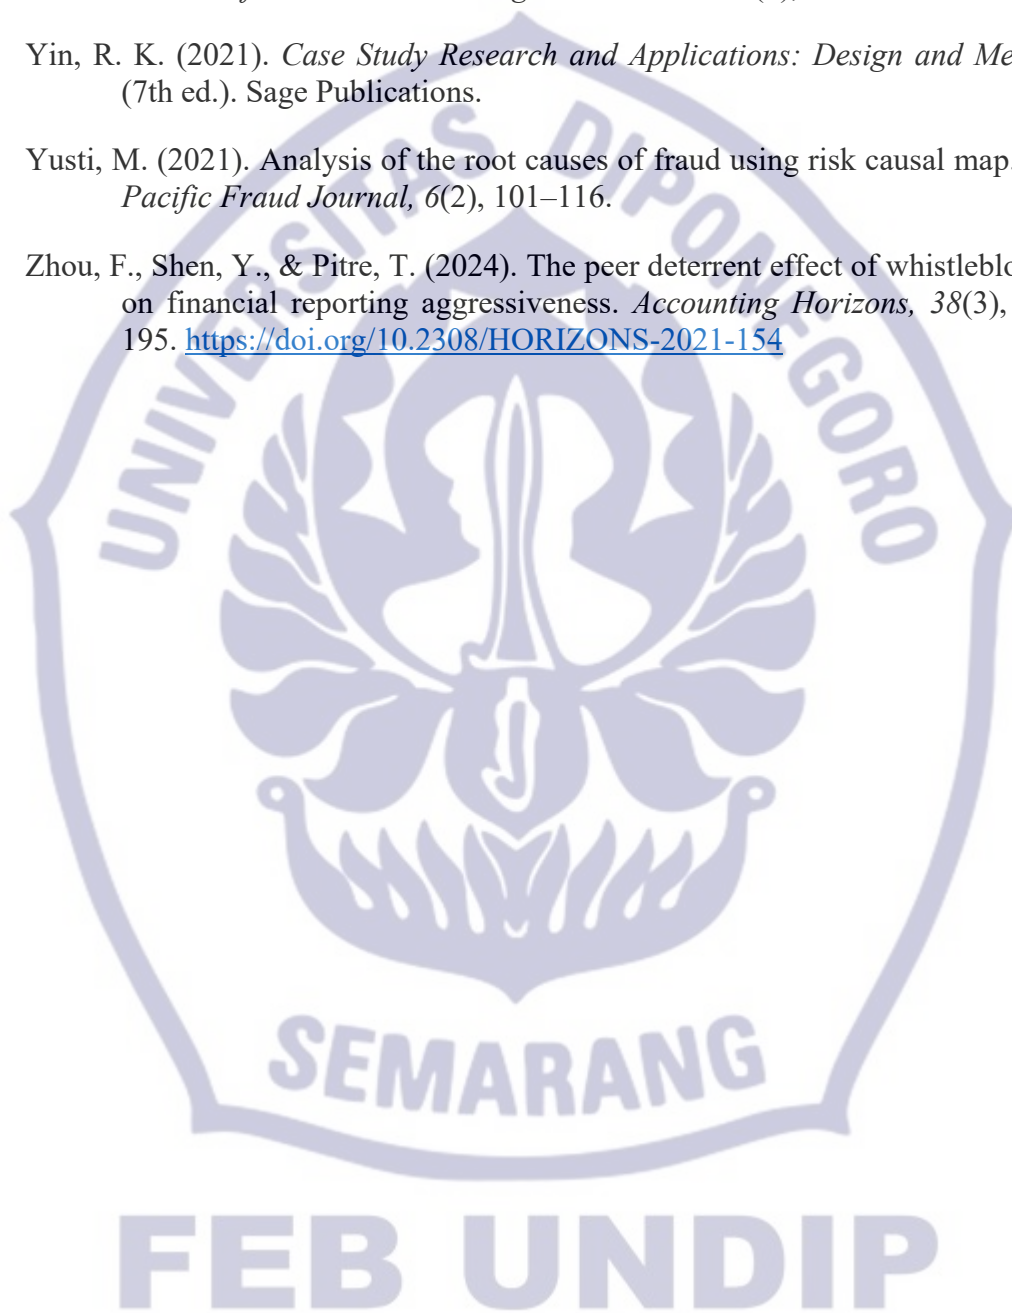 Yin, R. K. (2021). Case Study Research and Applications: Design and
(7th ed.). Sage Publications.
Yusti, M. (2021). Analysis of the root causes of fraud using risk causal map.
Pacific Fraud Journal, 6(2), 101–116.
Zhou, F., Shen, Y., & Pitre, T. (2024). The peer deterrent effect of
on financial reporting aggressiveness. Accounting Horizons, 38(3),
195. https://doi.org/10.2308/HORIZONS-2021-154
UNIVERSITAS DIPONEGORO
SEMARANG
FEB UNDIP